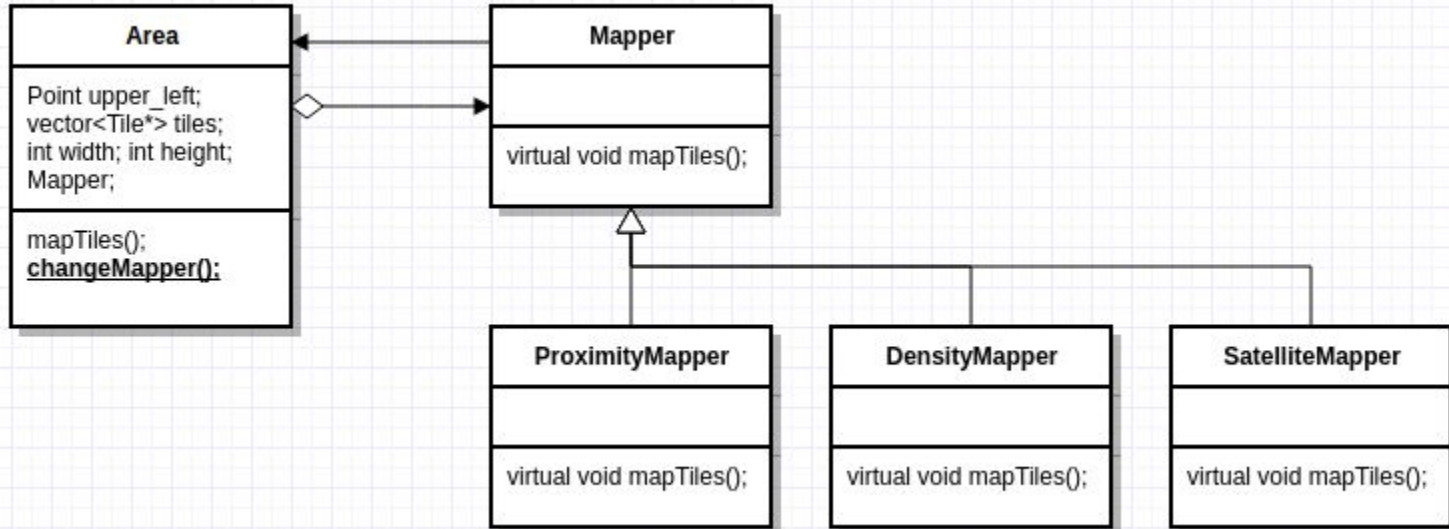 Area
Point upper_left;
vector<Tile*> tiles;
int width; int height;
Mapper;
mapTiles();
changeMapper();
Mapper
virtual void mapTiles();
ProximityMapper
virtual void mapTiles();
DensityMapper
virtual void mapTiles();
SatelliteMapper
virtual void mapTiles();